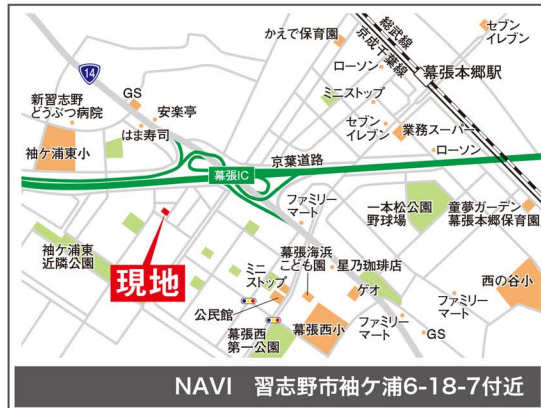 セブン
イレブン
かえで保育園
総武線
京成千葉線
ローソン
幕張本郷駅
14
ミニストップ
GS
新習志野
どうぶつ病院
安楽亭
はま寿司
セブン
イレブン
業務スーパー
ローソン
袖ケ浦東小
京葉道路
幕張IC
ファミリー
マート
一本松公園
野球場
童夢ガーデン
幕張本郷保育園
袖ケ浦東
近隣公園
現地
幕張海浜
こども園
星乃珈琲店
ミニ
ストップ
ゲオ
西の谷小
公民館
ファミリー
マート
幕張西
第一公園
幕張西小
ファミリー
マート
GS
NAVI 習志野市袖ケ浦6-18-7付近